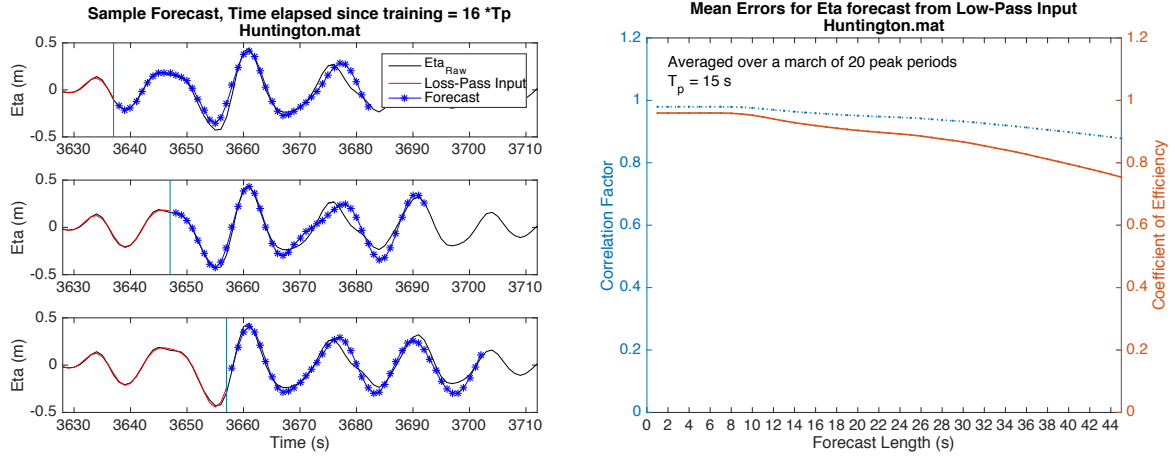 Sample Forecast, Time elapsed since training = 16 *Tp
Huntington.mat
Eta (m)
0.5
0
-0.5
Eta Raw
Loss-Pass Input
Forecast
3630 3640 3650 3660 3670 3680 3690 3700 3710
Eta (m)
0.5
0
-0.5
3630 3640 3650 3660 3670 3680 3690 3700 3710
Eta (m)
0.5
0
-0.5
3630 3640 3650 3660 3670 3680 3690 3700 3710
Time (s)
Mean Errors for Eta forecast from Low-Pass Input
Huntington.mat
Averaged over a march of 20 peak periods
T_p = 15 s
Correlation Factor
1.2
1
0.8
0.6
0.4
0.2
0
Coefficient of Efficiency
1.2
1
0.8
0.6
0.4
0.2
0
0 2 4 6 8 10 12 14 16 18 20 22 24 26 28 30 32 34 36 38 40 42 44
Forecast Length (s)